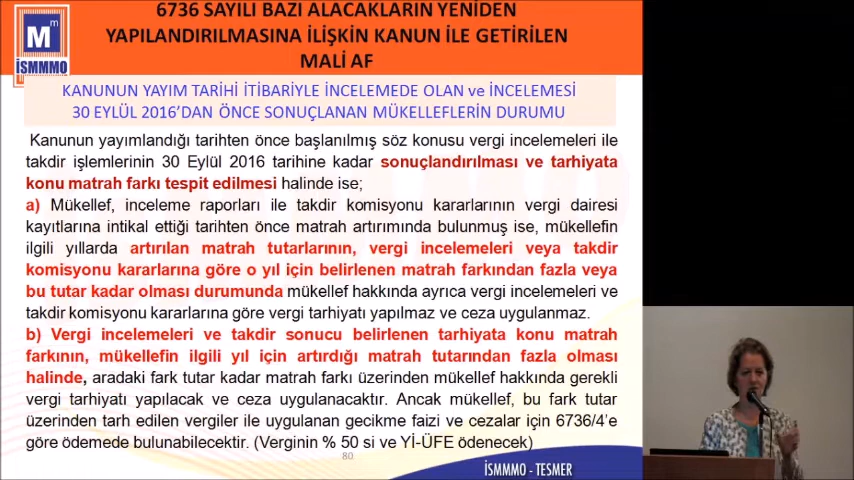 6736 SAYILI BAZI ALACAKLARIN YENİDEN
YAPILANDIRILMASINA İLİŞKİN KANUN İLE GETİRİLEN
MALİ AF
Mm
İSMMMO
KANUNUN YAYIM TARİHİ İTİBARİYLE İNCELEMEDE OLAN ve İNCELEMESİ
30 EYLÜL 2016'DAN ÖNCE SONUÇLANAN MÜKELLEFLERİN DURUMU
Kanunun yayımlandığı tarihten önce başlanılmış söz konusu vergi incelemeleri ile
takdir işlemlerinin 30 Eylül 2016 tarihine kadar sonuçlandırılması ve tarhiyata
konu matrah farkı tespit edilmesi halinde ise;
a) Mükellef, inceleme raporları ile takdir komisyonu kararlarının vergi dairesi
kayıtlarına intikal ettiği tarihten önce matrah artırımında bulunmuş ise, mükellefin
ilgili yıllarda artırılan matrah tutarlarının, vergi incelemeleri veya takdir
komisyonu kararlarına göre o yıl için belirlenen matrah farkından fazla veya
bu tutar kadar olması durumunda mükellef hakkında ayrıca vergi incelemeleri ve
takdir komisyonu kararlarına göre vergi tarhiyatı yapılmaz ve ceza uygulanmaz.
b) Vergi incelemeleri ve takdir sonucu belirlenen tarhiyata konu matrah
farkının, mükellefin ilgili yıl için artırdığı matrah tutarından fazla olması
halinde, aradaki fark tutar kadar matrah farkı üzerinden mükellef hakkında gerekli
vergi tarhiyatı yapılacak ve ceza uygulanacaktır. Ancak mükellef, bu fark tutar
üzerinden tarh edilen vergiler ile uygulanan gecikme faizi ve cezalar için 6736/4'e
göre ödemede bulunabilecektir. (Verginin % 50 si ve Yİ-ÜFE ödenecek)
80
İSMMMO - TESMER